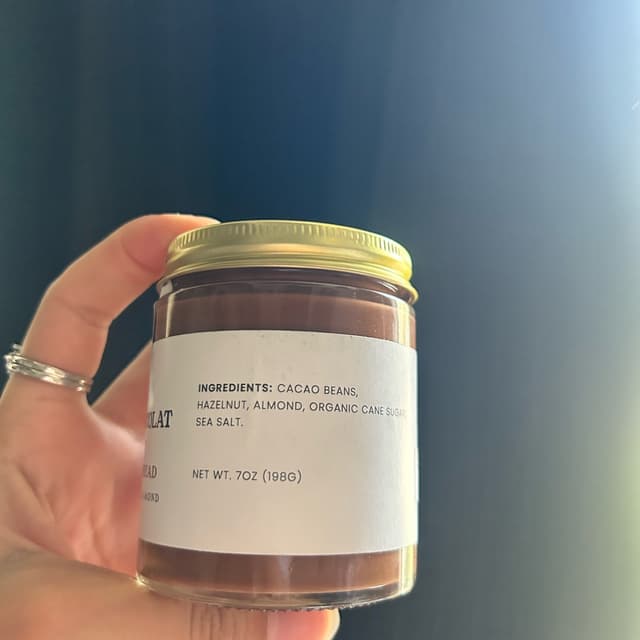 INGREDIENTS: CACAO BEANS,
HAZELNUT, ALMOND, ORGANIC CANE SUGAR
SEA SALT.
NET WT. 7OZ (198G)